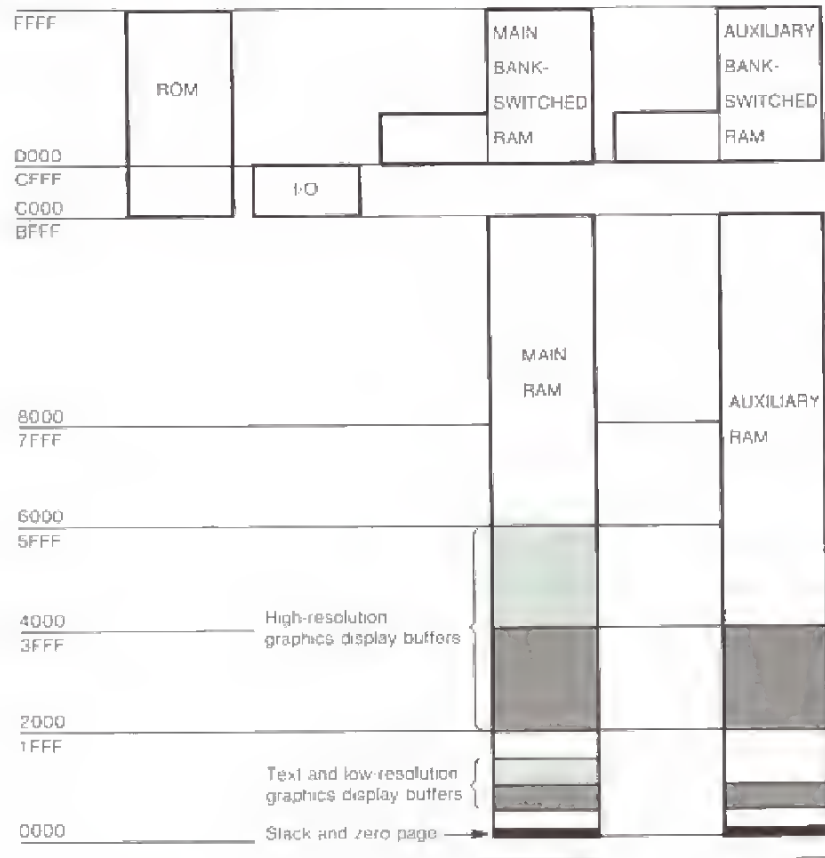 FFFF
ROM
MAIN
BANK-
SWITCHED
RAM
AUXILIARY
BANK-
SWITCHED
RAM
D000
CFFF
I/O
C000
BFFF
MAIN
RAM
AUXILIARY
RAM
8000
7FFF
6000
5FFF
4000
3FFF
High-resolution
graphics display buffers
2000
1FFF
Text and low-resolution
graphics display buffers
0000
Stack and zero page